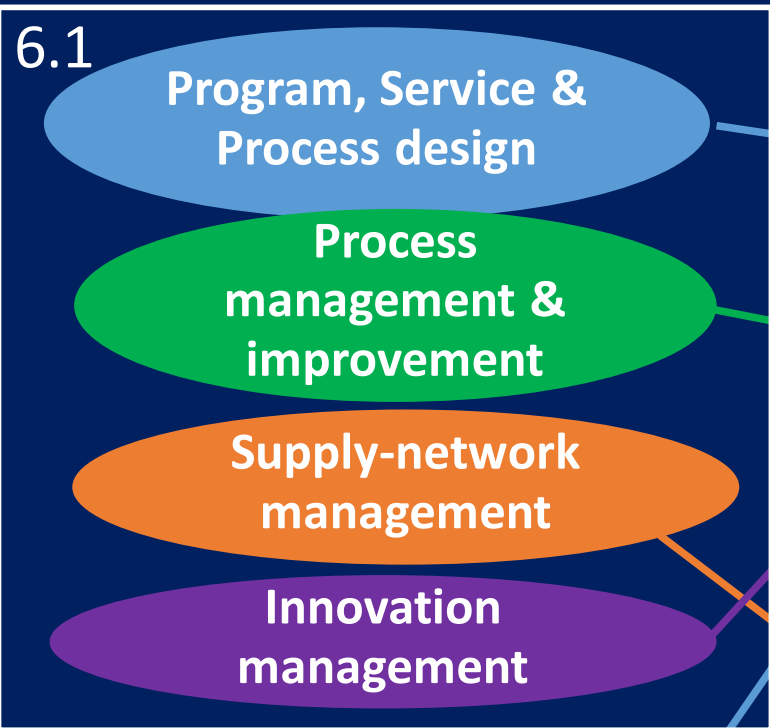 6.1
Program, Service &
Process design
Process
management &
improvement
Supply-network
management
Innovation
management